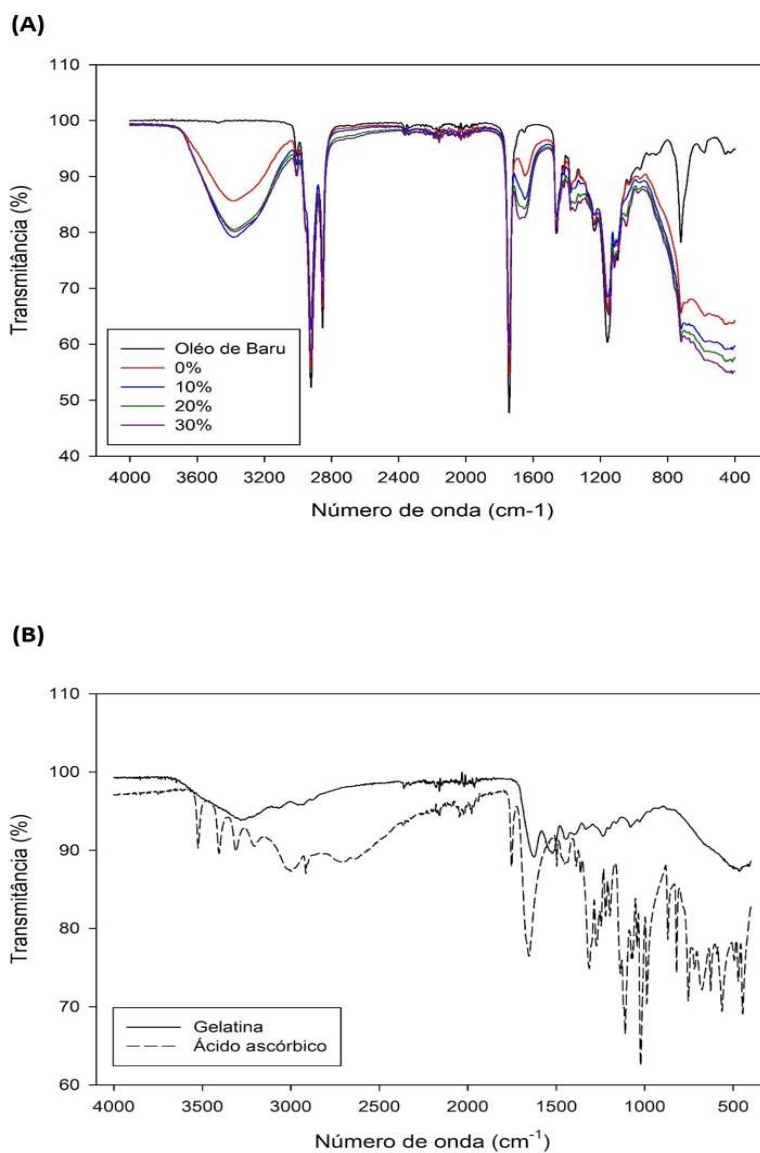 (A)
110
100
90
80
70
60
50
40
Transmitância (%)
Oléo de Baru
0%
10%
20%
30%
4000 3600 3200 2800 2400 2000 1600 1200 800 400
Número de onda (cm-1)
(B)
110
100
90
80
70
60
Transmitância (%)
Gelatina
Ácido ascórbico
4000 3500 3000 2500 2000 1500 1000 500
Número de onda (cm⁻¹)